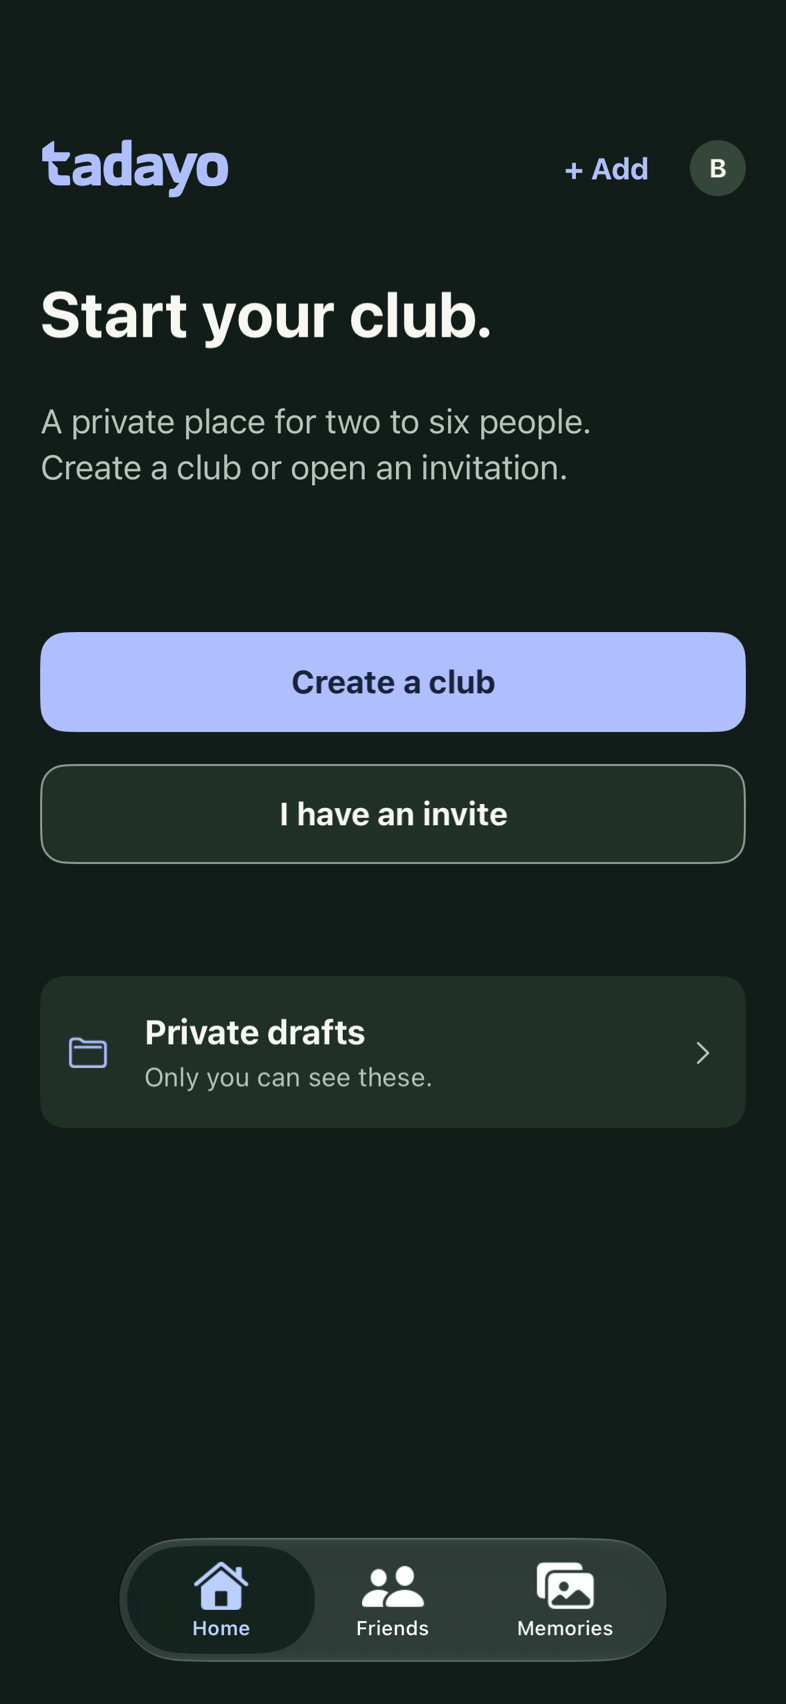 tadayo
+ Add
B
Start your club.
A private place for two to six people.
Create a club or open an invitation.
Create a club
I have an invite
Private drafts
Only you can see these.
Home
Friends
Memories